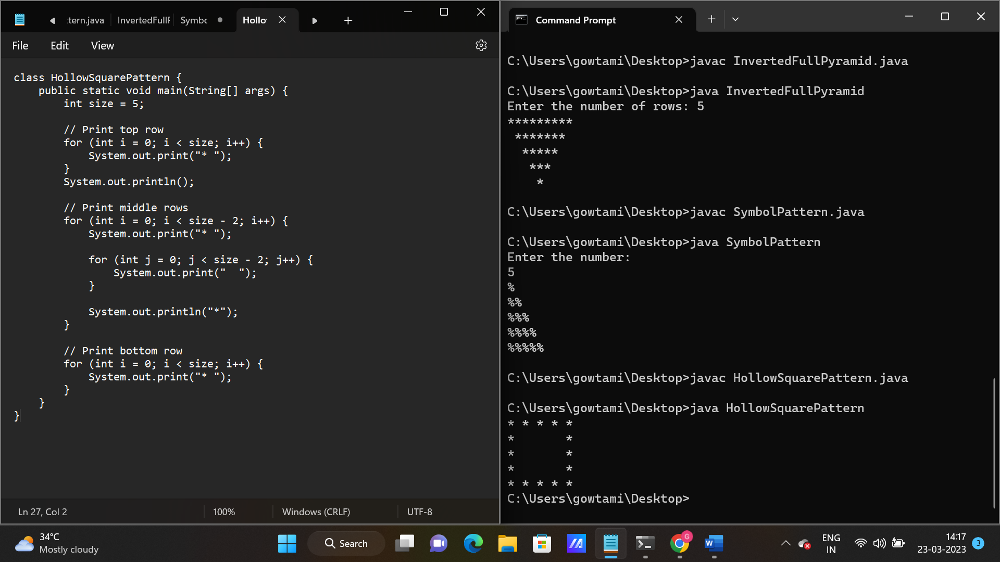 :tern.java InvertedFullF Symbc Hollo
File Edit View
class HollowSquarePattern {
    public static void main(String[] args) {
        int size = 5;

        // Print top row
        for (int i = 0; i < size; i++) {
            System.out.print("* ");
        }
        System.out.println();

        // Print middle rows
        for (int i = 0; i < size - 2; i++) {
            System.out.print("* ");

            for (int j = 0; j < size - 2; j++) {
                System.out.print("  ");
            }

            System.out.println("*");
        }

        // Print bottom row
        for (int i = 0; i < size; i++) {
            System.out.print("* ");
        }
    }
}
Ln 27, Col 2 100% Windows (CRLF) UTF-8
Command Prompt
C:\Users\gowtami\Desktop>javac InvertedFullPyramid.java

C:\Users\gowtami\Desktop>java InvertedFullPyramid
Enter the number of rows: 5
*********
 *******
  *****
   ***
    *

C:\Users\gowtami\Desktop>javac SymbolPattern.java

C:\Users\gowtami\Desktop>java SymbolPattern
Enter the number:
5
%
%%
%%%
%%%%
%%%%%

C:\Users\gowtami\Desktop>javac HollowSquarePattern.java

C:\Users\gowtami\Desktop>java HollowSquarePattern
* * * * *
*       *
*       *
*       *
* * * * *
C:\Users\gowtami\Desktop>
34°C
Mostly cloudy
Search
G
W
ENG
IN
14:17
23-03-2023
3